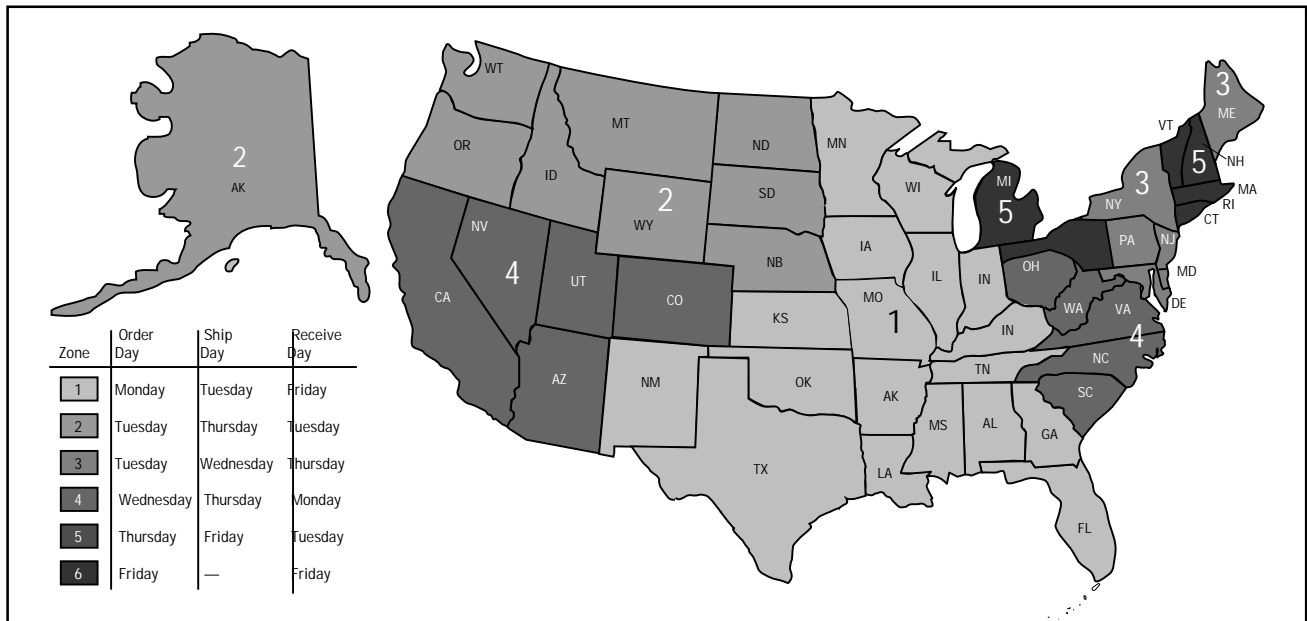 3
WT
ME
MT
VT
MN
OR
ND
2
5
NH
ID
MI
AK
WI
3
SD
2
MA
NY
RI
5
CT
NV
WY
PA
NJ
IA
NB
OH
MD
4
UT
IL
IN
CA
CO
MO
WA
VA
DE
KS
1
IN
4
NC
TN
AZ
NM
OK
SC
AK
MS
AL
GA
TX
LA
FL
Zone Order Day Ship Day Receive Day
1 Monday Tuesday Friday
2 Tuesday Thursday Tuesday
3 Tuesday Wednesday Thursday
4 Wednesday Thursday Monday
5 Thursday Friday Tuesday
6 Friday — Friday